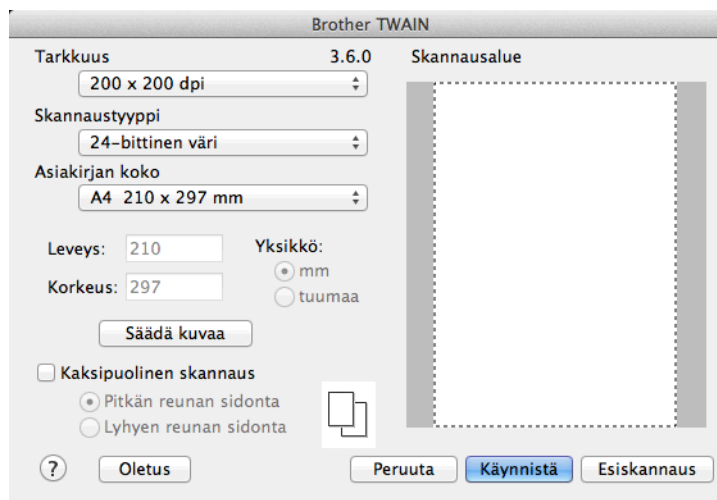 Brother TWAIN
Tarkkuus 3.6.0
200 x 200 dpi
Skannaustyyppi
24-bittinen väri
Asiakirjan koko
A4 210 x 297 mm
Leveys: 210
Korkeus: 297
Yksikkö:
mm
tuumaa
Säädä kuvaa
Kaksipuolinen skannaus
Pitkän reunan sidonta
Lyhyen reunan sidonta
Skannausalue
? Oletus Peruuta Käynnistä Esiskannaus